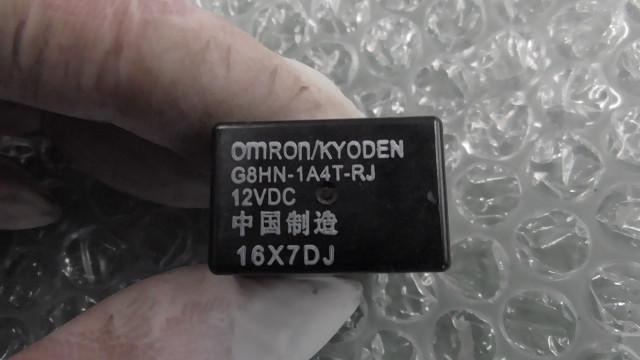 OMRON/KYODEN
G8HN-1A4T-RJ
12VDC
中国制造
16X7DJ